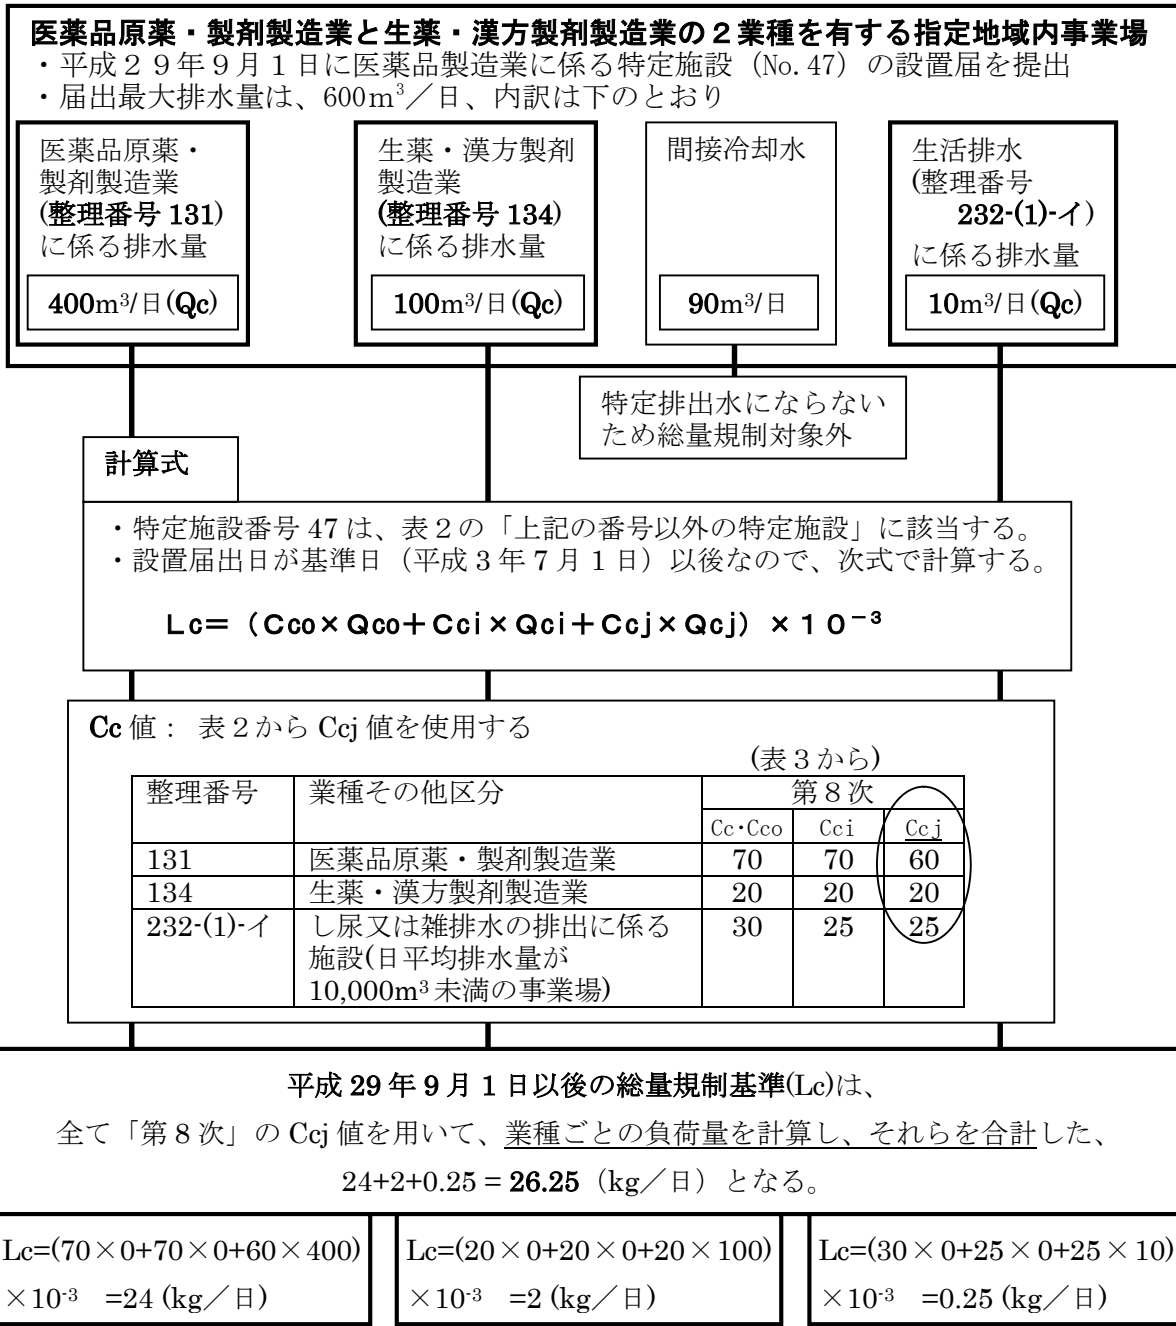 医薬品原薬・製剤製造業と生薬・漢方製剤製造業の２業種を有する指定地域内事業場
・平成２９年９月１日に医薬品製造業に係る特定施設（No.47）の設置届を提出
・届出最大排水量は、600ｍ³／日、内訳は下のとおり
医薬品原薬・
製剤製造業
(整理番号 131)
に係る排水量
400m³/日(Qc)
生薬・漢方製剤
製造業
(整理番号 134)
に係る排水量
100m³/日(Qc)
間接冷却水
90m³/日
生活排水
(整理番号
232-(1)-イ)
に係る排水量
10m³/日(Qc)
特定排出水にならない
ため総量規制対象外
計算式
・特定施設番号 47 は、表２の「上記の番号以外の特定施設」に該当する。
・設置届出日が基準日（平成 3 年 7 月 1 日）以後なので、次式で計算する。
Ｌc＝（Ｃco×Ｑco＋Ｃci×Ｑci＋Ｃcj×Ｑcj）×１０⁻³
Cc 値： 表２から Ccj 値を使用する
(表３から)
整理番号 業種その他区分 第８次
Cc・Cco Cci Ccj
131 医薬品原薬・製剤製造業 70 70 60
134 生薬・漢方製剤製造業 20 20 20
232-(1)-イ し尿又は雑排水の排出に係る 30 25 25
施設(日平均排水量が
10,000m³未満の事業場)
平成 29 年 9 月 1 日以後の総量規制基準(Lc)は、
全て「第 8 次」の Ccj 値を用いて、業種ごとの負荷量を計算し、それらを合計した、
24+2+0.25 = 26.25（kg／日）となる。
Lc=(70×0+70×0+60×400)
×10⁻³ =24 (kg／日)
Lc=(20×0+20×0+20×100)
×10⁻³ =2 (kg／日)
Lc=(30×0+25×0+25×10)
×10⁻³ =0.25 (kg／日)